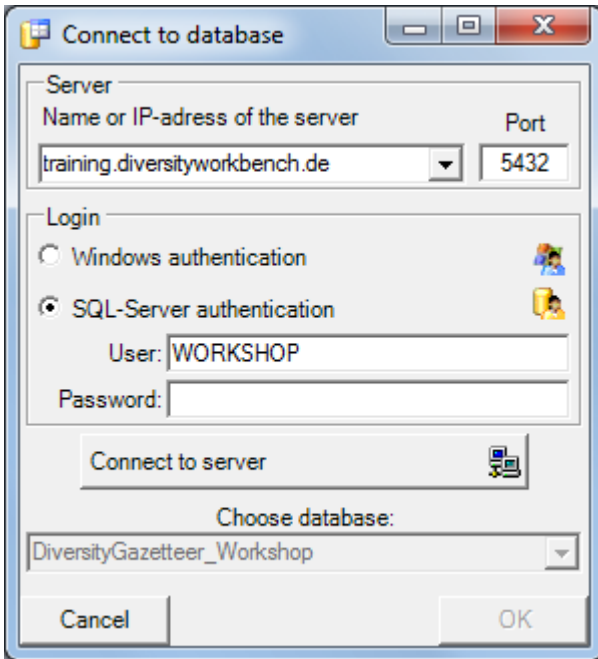 Connect to database
Server
Name or IP-adress of the server Port
training.diversityworkbench.de 5432
Login
Windows authentication
SQL-Server authentication
User: WORKSHOP
Password:
Connect to server
Choose database:
DiversityGazetteer_Workshop
Cancel OK